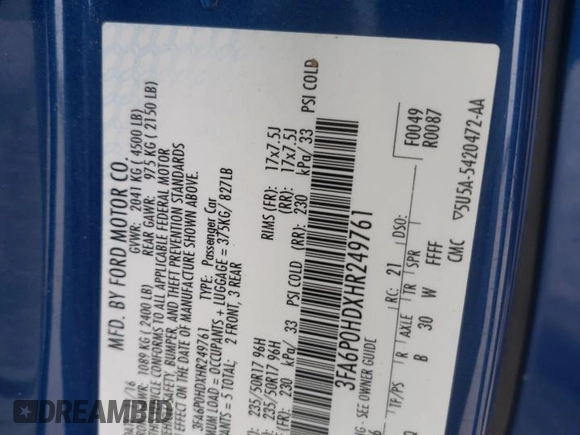 MFD. BY FORD MOTOR CO.
GVWR: 2041 KG ( 4500 LB)
1089 KG ( 2400 LB) REAR GAWR: 975 KG ( 2150 LB)
CONFORMS TO ALL APPLICABLE FEDERAL MOTOR
SAFETY, BUMPER, AND THEFT PREVENTION STANDARDS
EFFECT ON THE DATE OF MANUFACTURE SHOWN ABOVE.
3FA6P0HDXHR249761 TYPE: Passenger Car
LOAD = OCCUPANTS + LUGGAGE = 375KG/ 827LB
= 5 TOTAL; 2 FRONT, 3 REAR
235/50R17 96H RIMS (FR): 17x7.5J
235/50R17 96H (RR): 17x7.5J
230 kPa/ 33 PSI COLD (RR): 230 kPa/ 33 PSI COLD
3FA6P0HDXHR249761
- SEE OWNER GUIDE
F0049
RC: 21 DSO: R0087
TP/PS R AXLE TR SPR
B 30 W FFFF
CMC 5U5A-5420472-AA
AUTOBIDMASTER